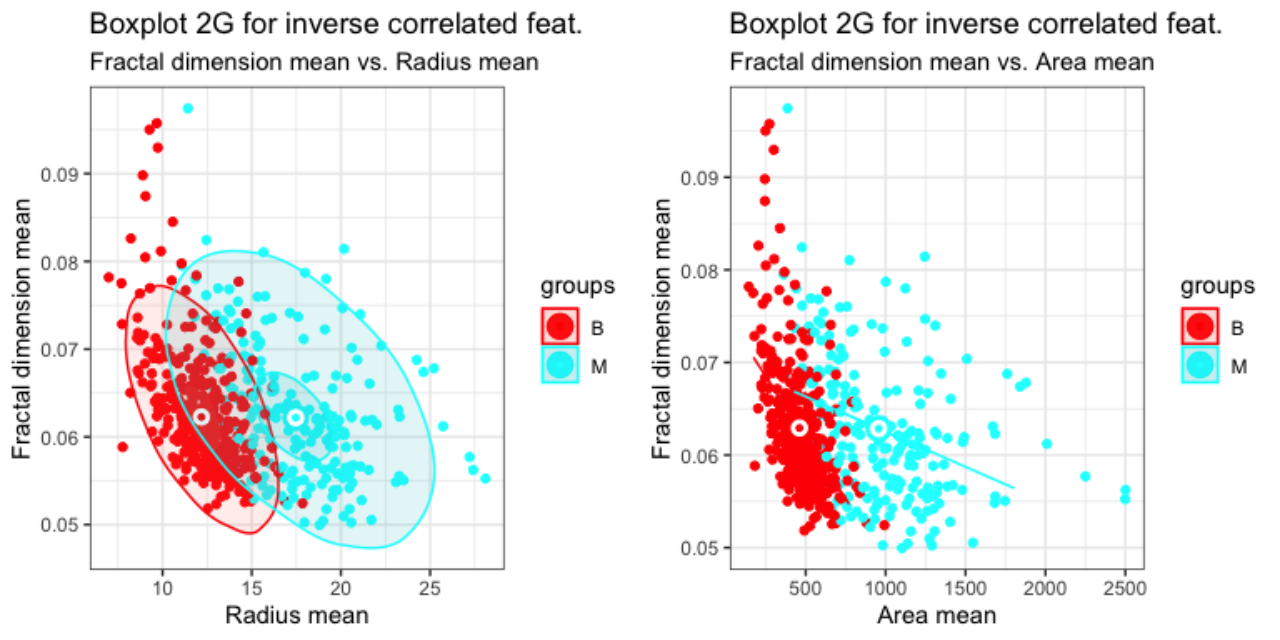 Boxplot 2G for inverse correlated feat.
Fractal dimension mean vs. Radius mean
Fractal dimension mean
0.09
0.08
0.07
0.06
0.05
10 15 20 25
Radius mean
groups
B
M
Boxplot 2G for inverse correlated feat.
Fractal dimension mean vs. Area mean
Fractal dimension mean
0.09
0.08
0.07
0.06
0.05
500 1000 1500 2000 2500
Area mean
groups
B
M